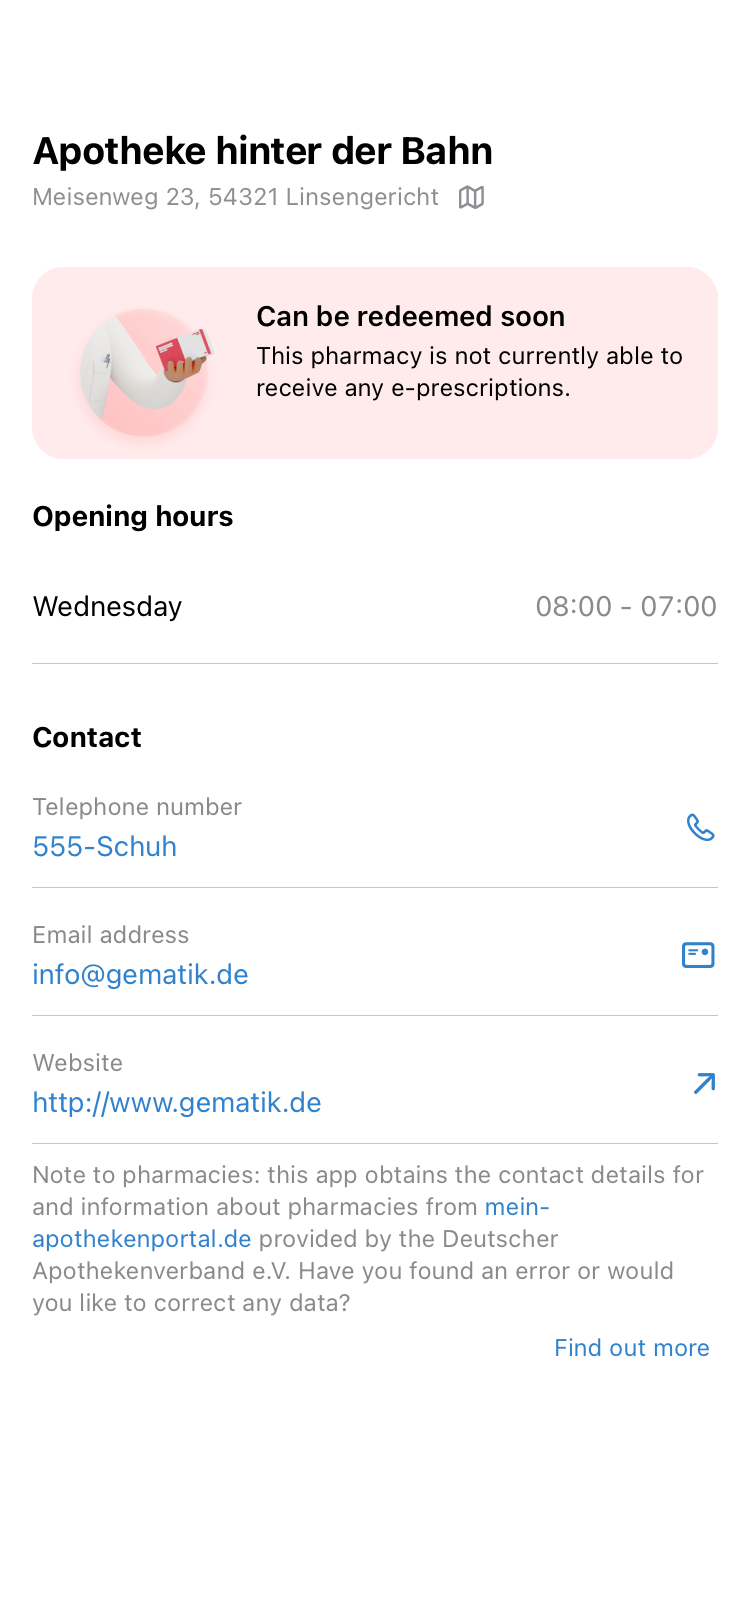 Apotheke hinter der Bahn
Meisenweg 23, 54321 Linsengericht
Can be redeemed soon
This pharmacy is not currently able to
receive any e-prescriptions.
Opening hours
Wednesday 08:00 - 07:00
Contact
Telephone number
555-Schuh
Email address
info@gematik.de
Website
http://www.gematik.de
Note to pharmacies: this app obtains the contact details for
and information about pharmacies from mein-
apothekenportal.de provided by the Deutscher
Apothekenverband e.V. Have you found an error or would
you like to correct any data?
Find out more